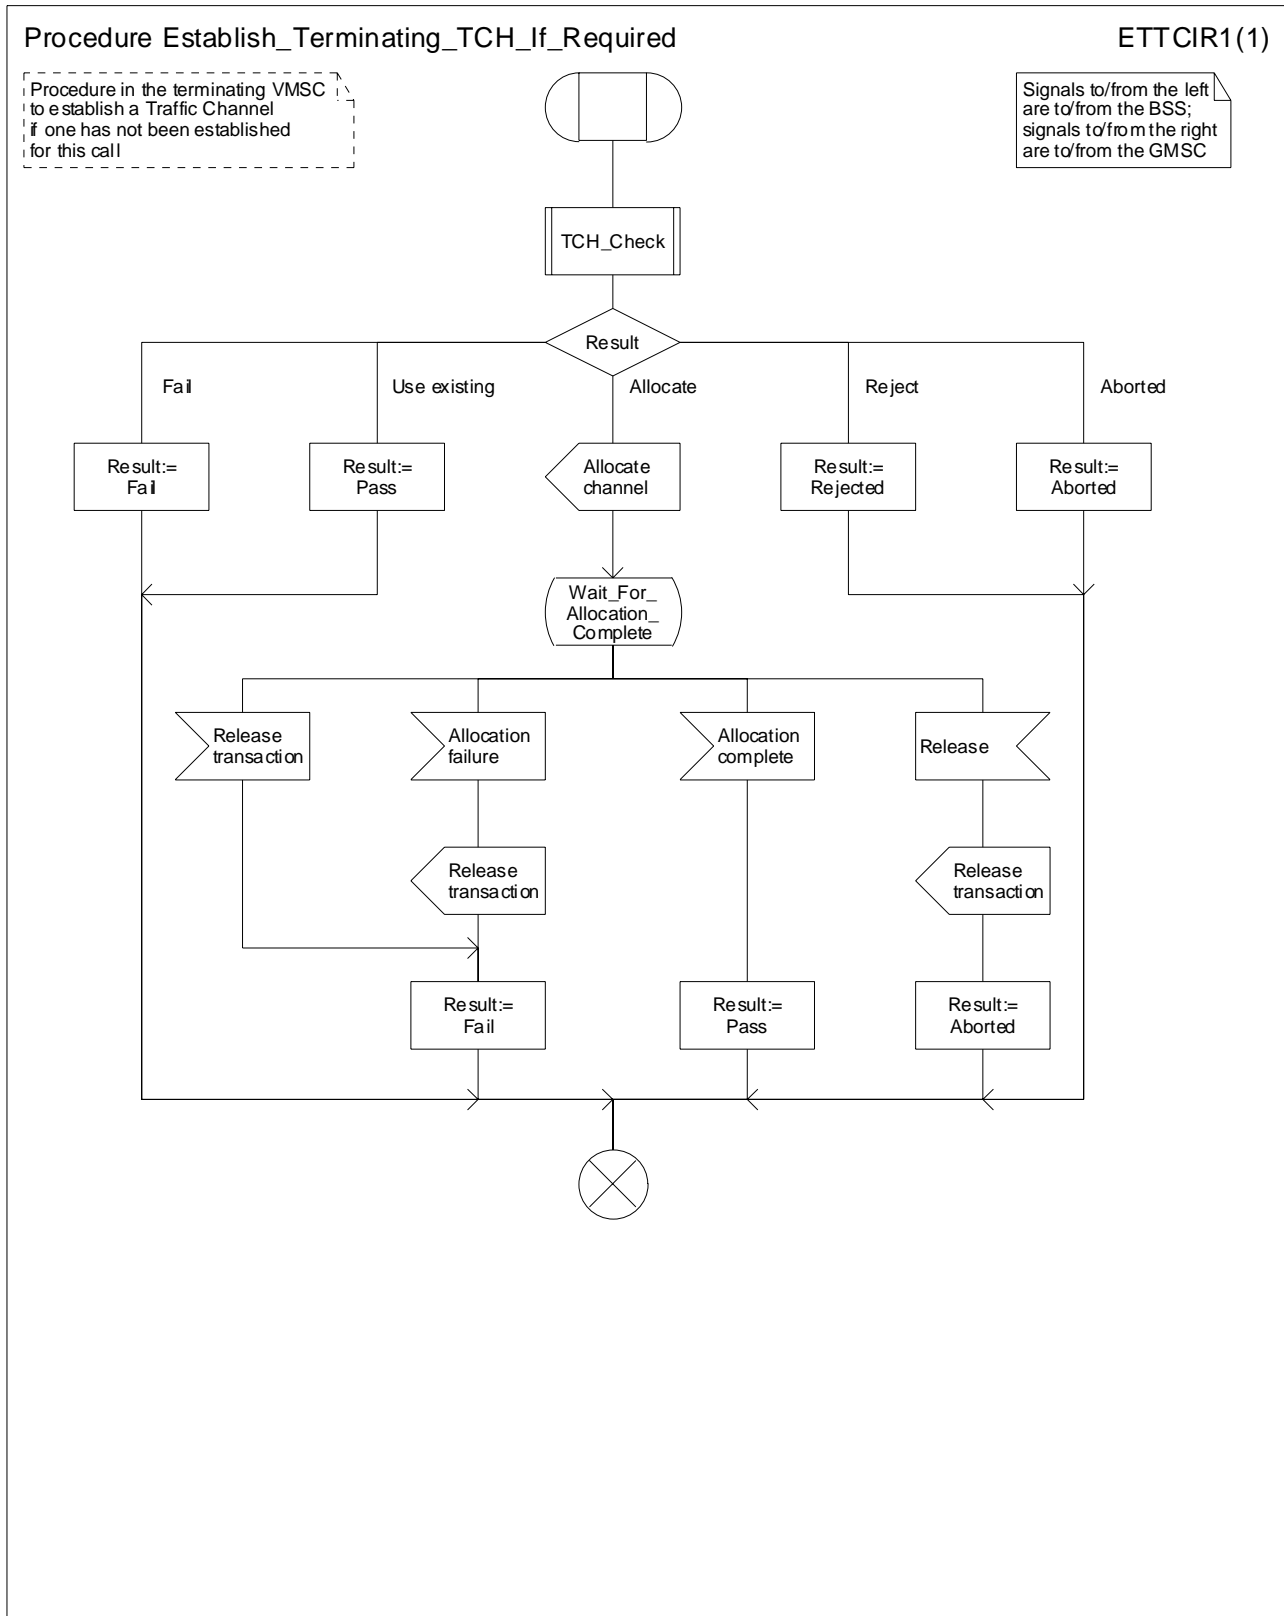 Procedure Establish_Terminating_TCH_If_Required
ETTCIR1(1)
Procedure in the terminating VMSC
to establish a Traffic Channel
if one has not been established
for this call
Signals to/from the left
are to/from the BSS;
signals to/from the right
are to/from the GMSC
TCH_Check
Result
Fail
Use existing
Allocate
Reject
Aborted
Result:=
Fail
Result:=
Pass
Allocate
channel
Result:=
Rejected
Result:=
Aborted
Wait_For_
Allocation_
Complete
Release
transaction
Allocation
failure
Allocation
complete
Release
Release
transaction
Release
transaction
Result:=
Fail
Result:=
Pass
Result:=
Aborted